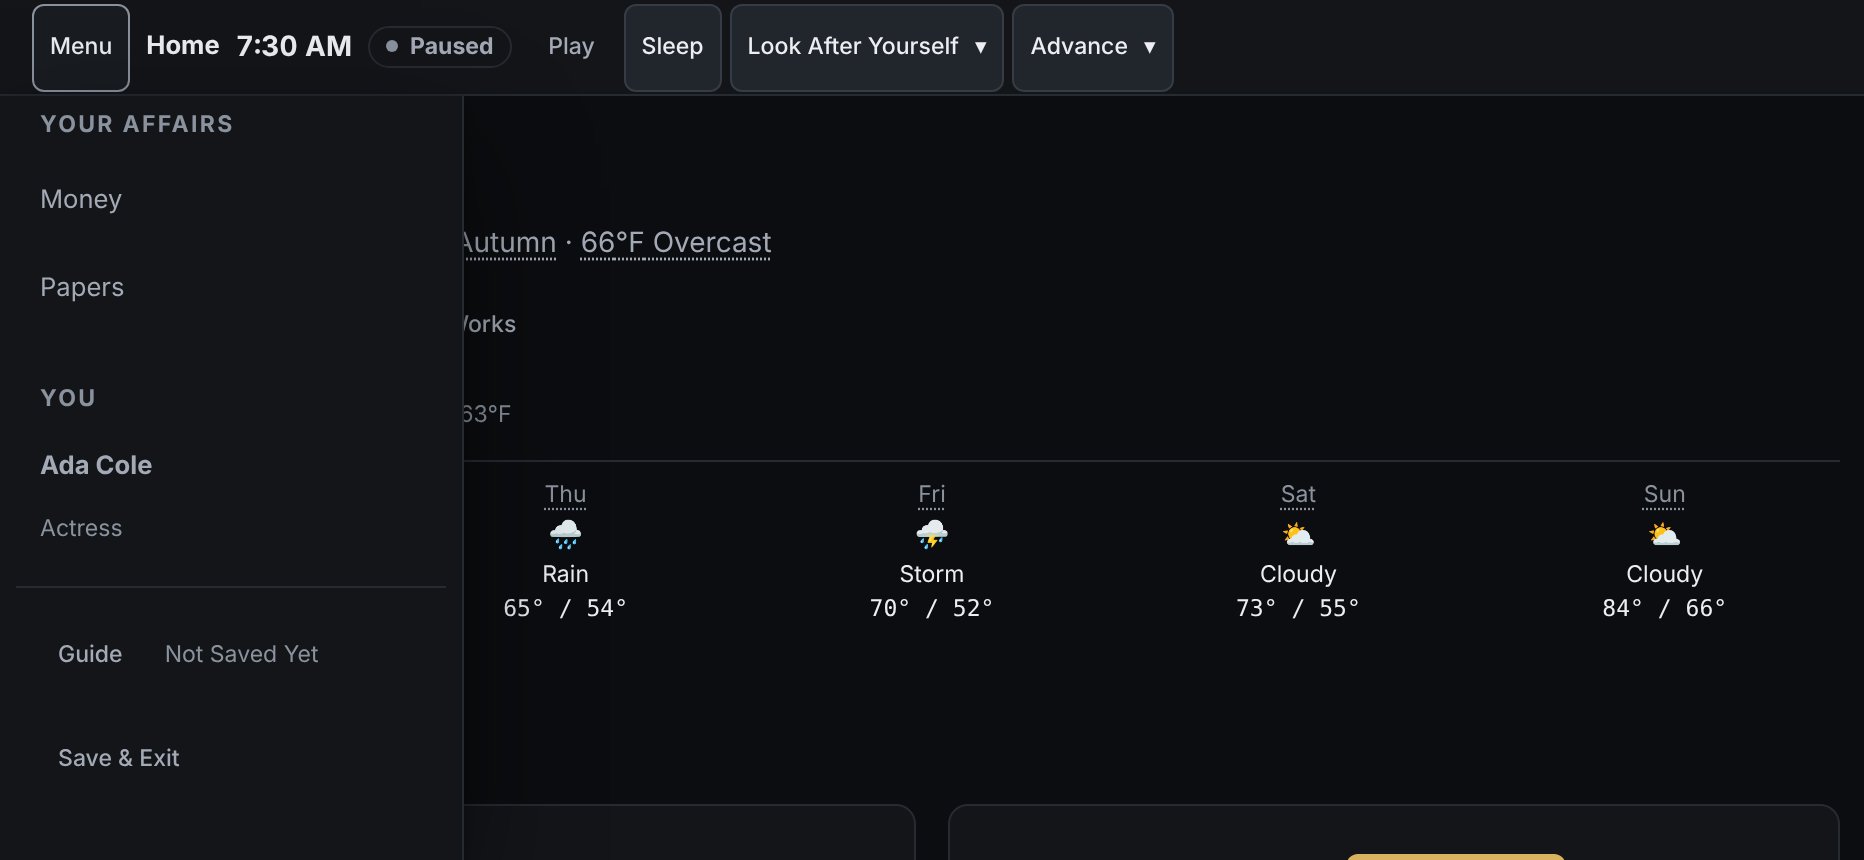 Menu Home 7:30 AM Paused Play Sleep Look After Yourself ▼ Advance ▼
YOUR AFFAIRS
Money
Papers
YOU
Ada Cole
Actress
Guide Not Saved Yet
Save & Exit
Autumn · 66°F Overcast
63°F
Thu Fri Sat Sun
Rain Storm Cloudy Cloudy
65° / 54° 70° / 52° 73° / 55° 84° / 66°